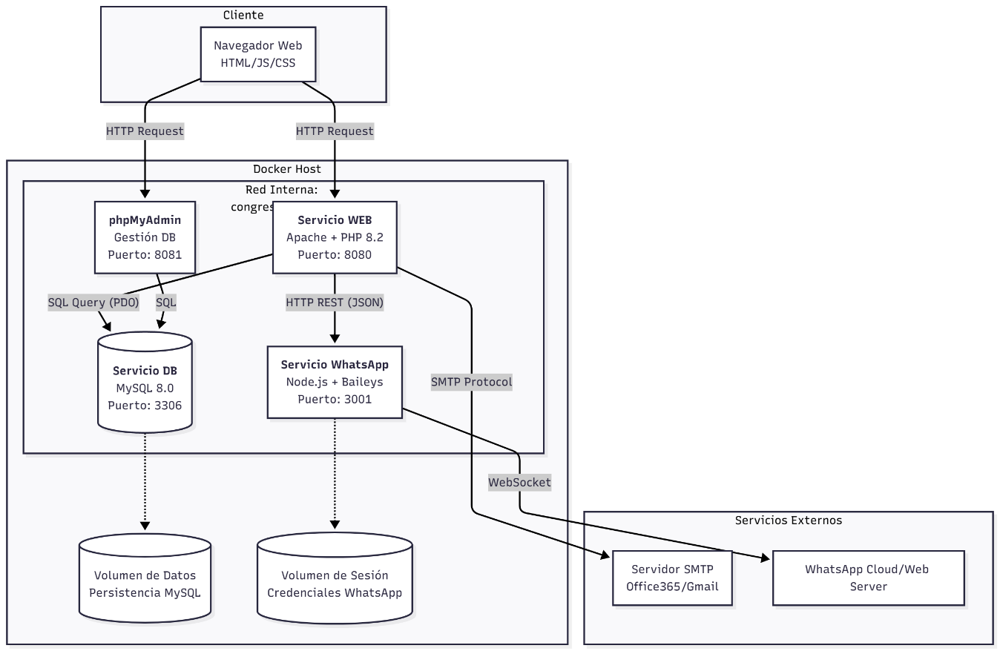 Cliente
Navegador Web
HTML/JS/CSS
HTTP Request
HTTP Request
Docker Host
Red Interna:
phpMyAdmin
Gestión DB
Puerto: 8081
Servicio WEB
Apache + PHP 8.2
Puerto: 8080
SQL Query (PDO)
SQL
HTTP REST (JSON)
Servicio DB
MySQL 8.0
Puerto: 3306
Servicio WhatsApp
Node.js + Baileys
Puerto: 3001
SMTP Protocol
WebSocket
Volumen de Datos
Persistencia MySQL
Volumen de Sesión
Credenciales WhatsApp
Servicios Externos
Servidor SMTP
Office365/Gmail
WhatsApp Cloud/Web
Server